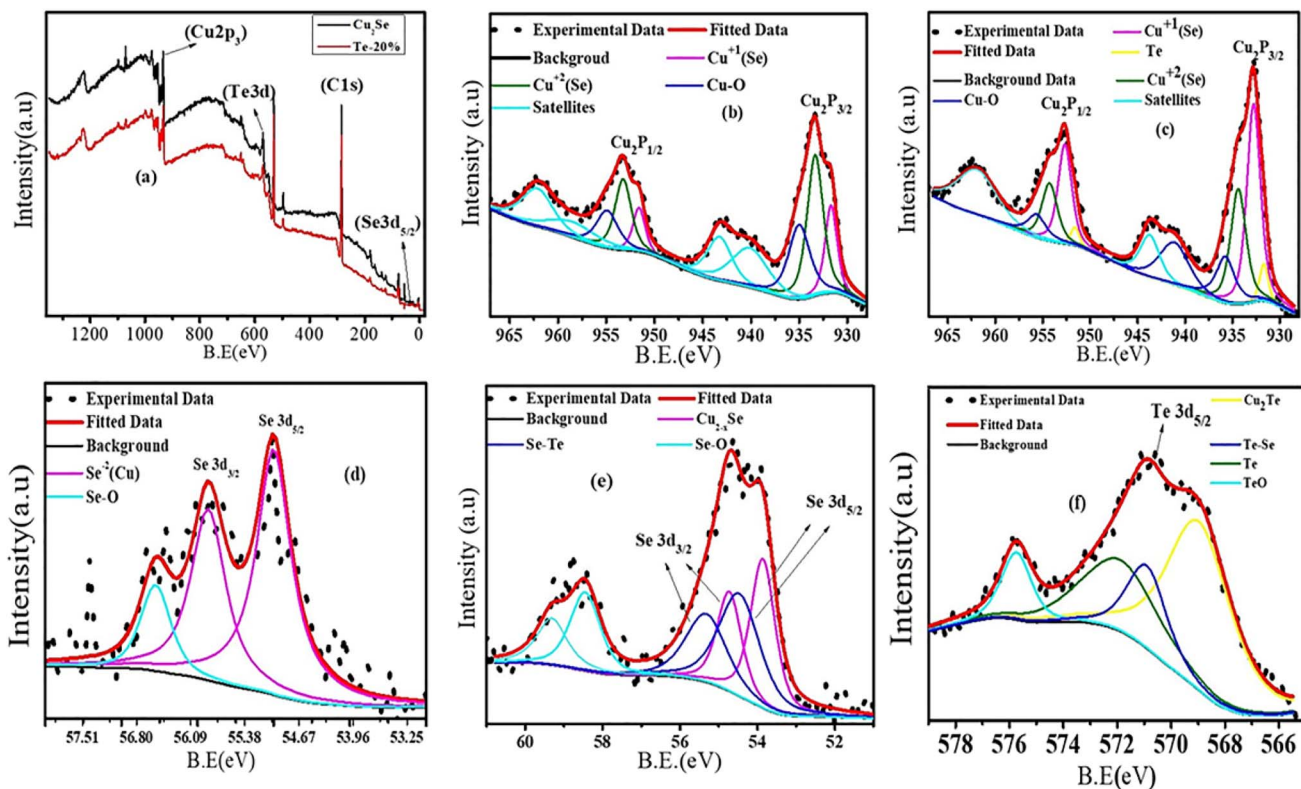 Cu₂Se
Te-20%
(Cu2p₃)
(Te3d)
(C1s)
(Se3d₅/₂)
(a)
Intensity(a.u)
1200 1000 800 600 400 200 0
B.E(eV)
Experimental Data Fitted Data
Backgroud Cu⁺¹(Se)
Cu⁺²(Se) Cu-O
Satellites
(b)
Cu₂P₃/₂
Cu₂P₁/₂
Intensity (a.u)
965 960 955 950 945 940 935 930
B.E.(eV)
Experimental Data Cu⁺¹(Se)
Fitted Data Te
Background Data Cu⁺²(Se)
Cu-O Satellites
Cu₂P₃/₂
Cu₂P₁/₂
(c)
Intensity (a.u)
965 960 955 950 945 940 935 930
B.E.(eV)
Experimental Data
Fitted Data
Background
Se⁻²(Cu)
Se-O
Se 3d₅/₂
Se 3d₃/₂
(d)
Intensity(a.u)
57.51 56.80 56.09 55.38 54.67 53.96 53.25
B.E(eV)
Experimental Data Fitted Data
Background Cu₂₋ₓSe
Se-Te Se-O
(e)
Se 3d₅/₂
Se 3d₃/₂
Intensity (a.u)
60 58 56 54 52
B.E.(eV)
Experimental Data Cu₂Te
Fitted Data
Background
Te 3d₅/₂
Te-Se
Te
TeO
(f)
Intensity(a.u)
578 576 574 572 570 568 566
B.E(eV)